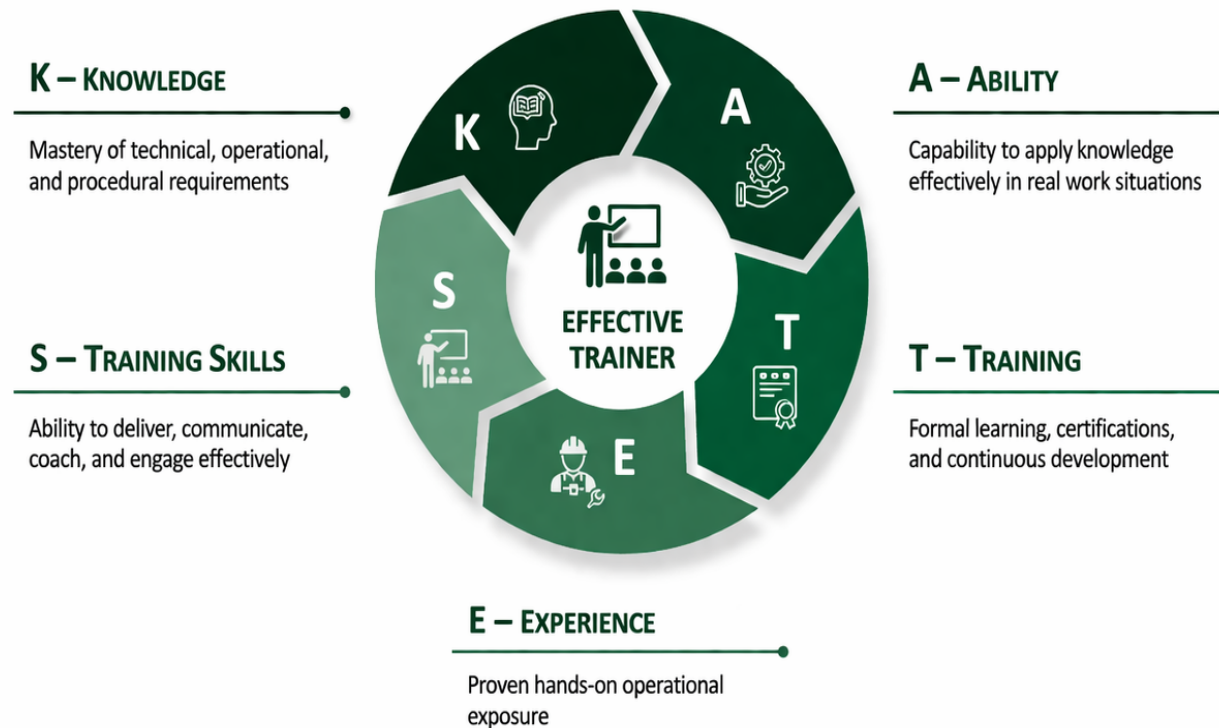 K – KNOWLEDGE
Mastery of technical, operational,
and procedural requirements
A – ABILITY
Capability to apply knowledge
effectively in real work situations
K
A
S
T
E
EFFECTIVE
TRAINER
S – TRAINING SKILLS
Ability to deliver, communicate,
coach, and engage effectively
T – TRAINING
Formal learning, certifications,
and continuous development
E – EXPERIENCE
Proven hands-on operational
exposure